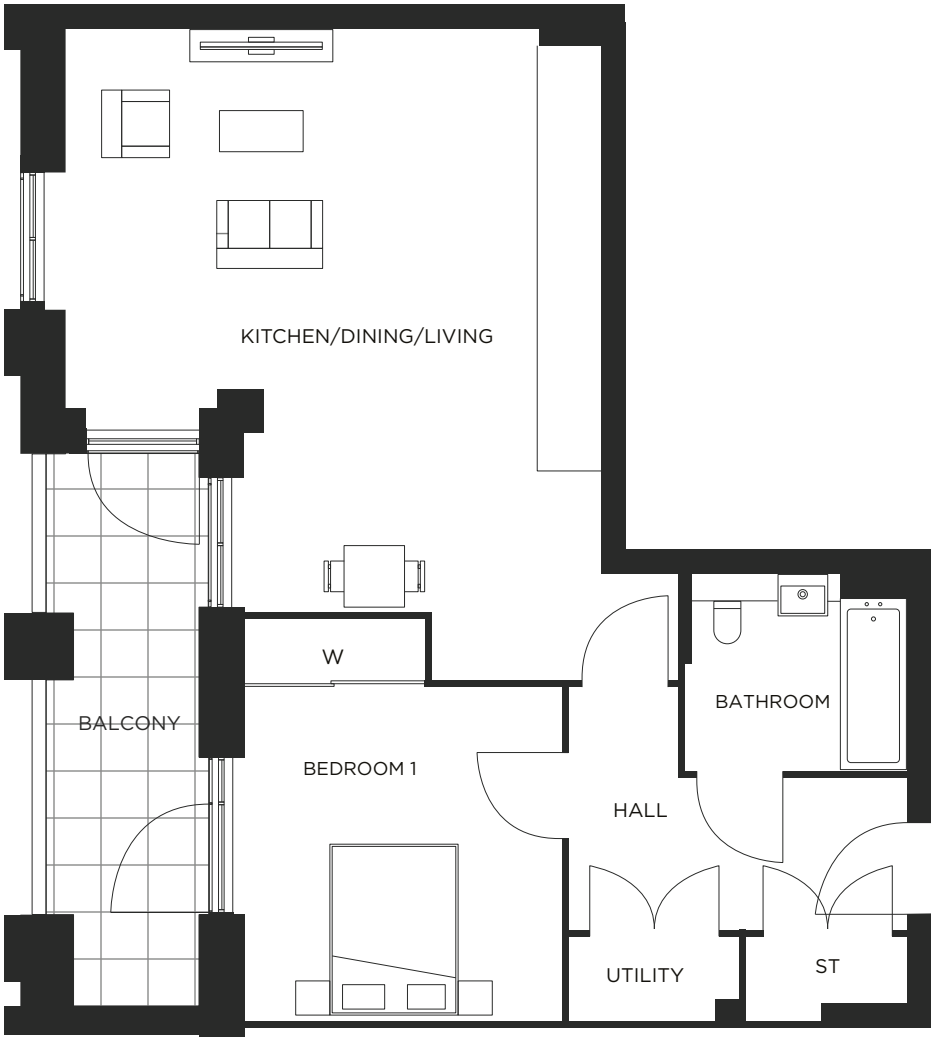 KITCHEN/DINING/LIVING
W
BATHROOM
BALCONY
BEDROOM 1
HALL
ST
UTILITY